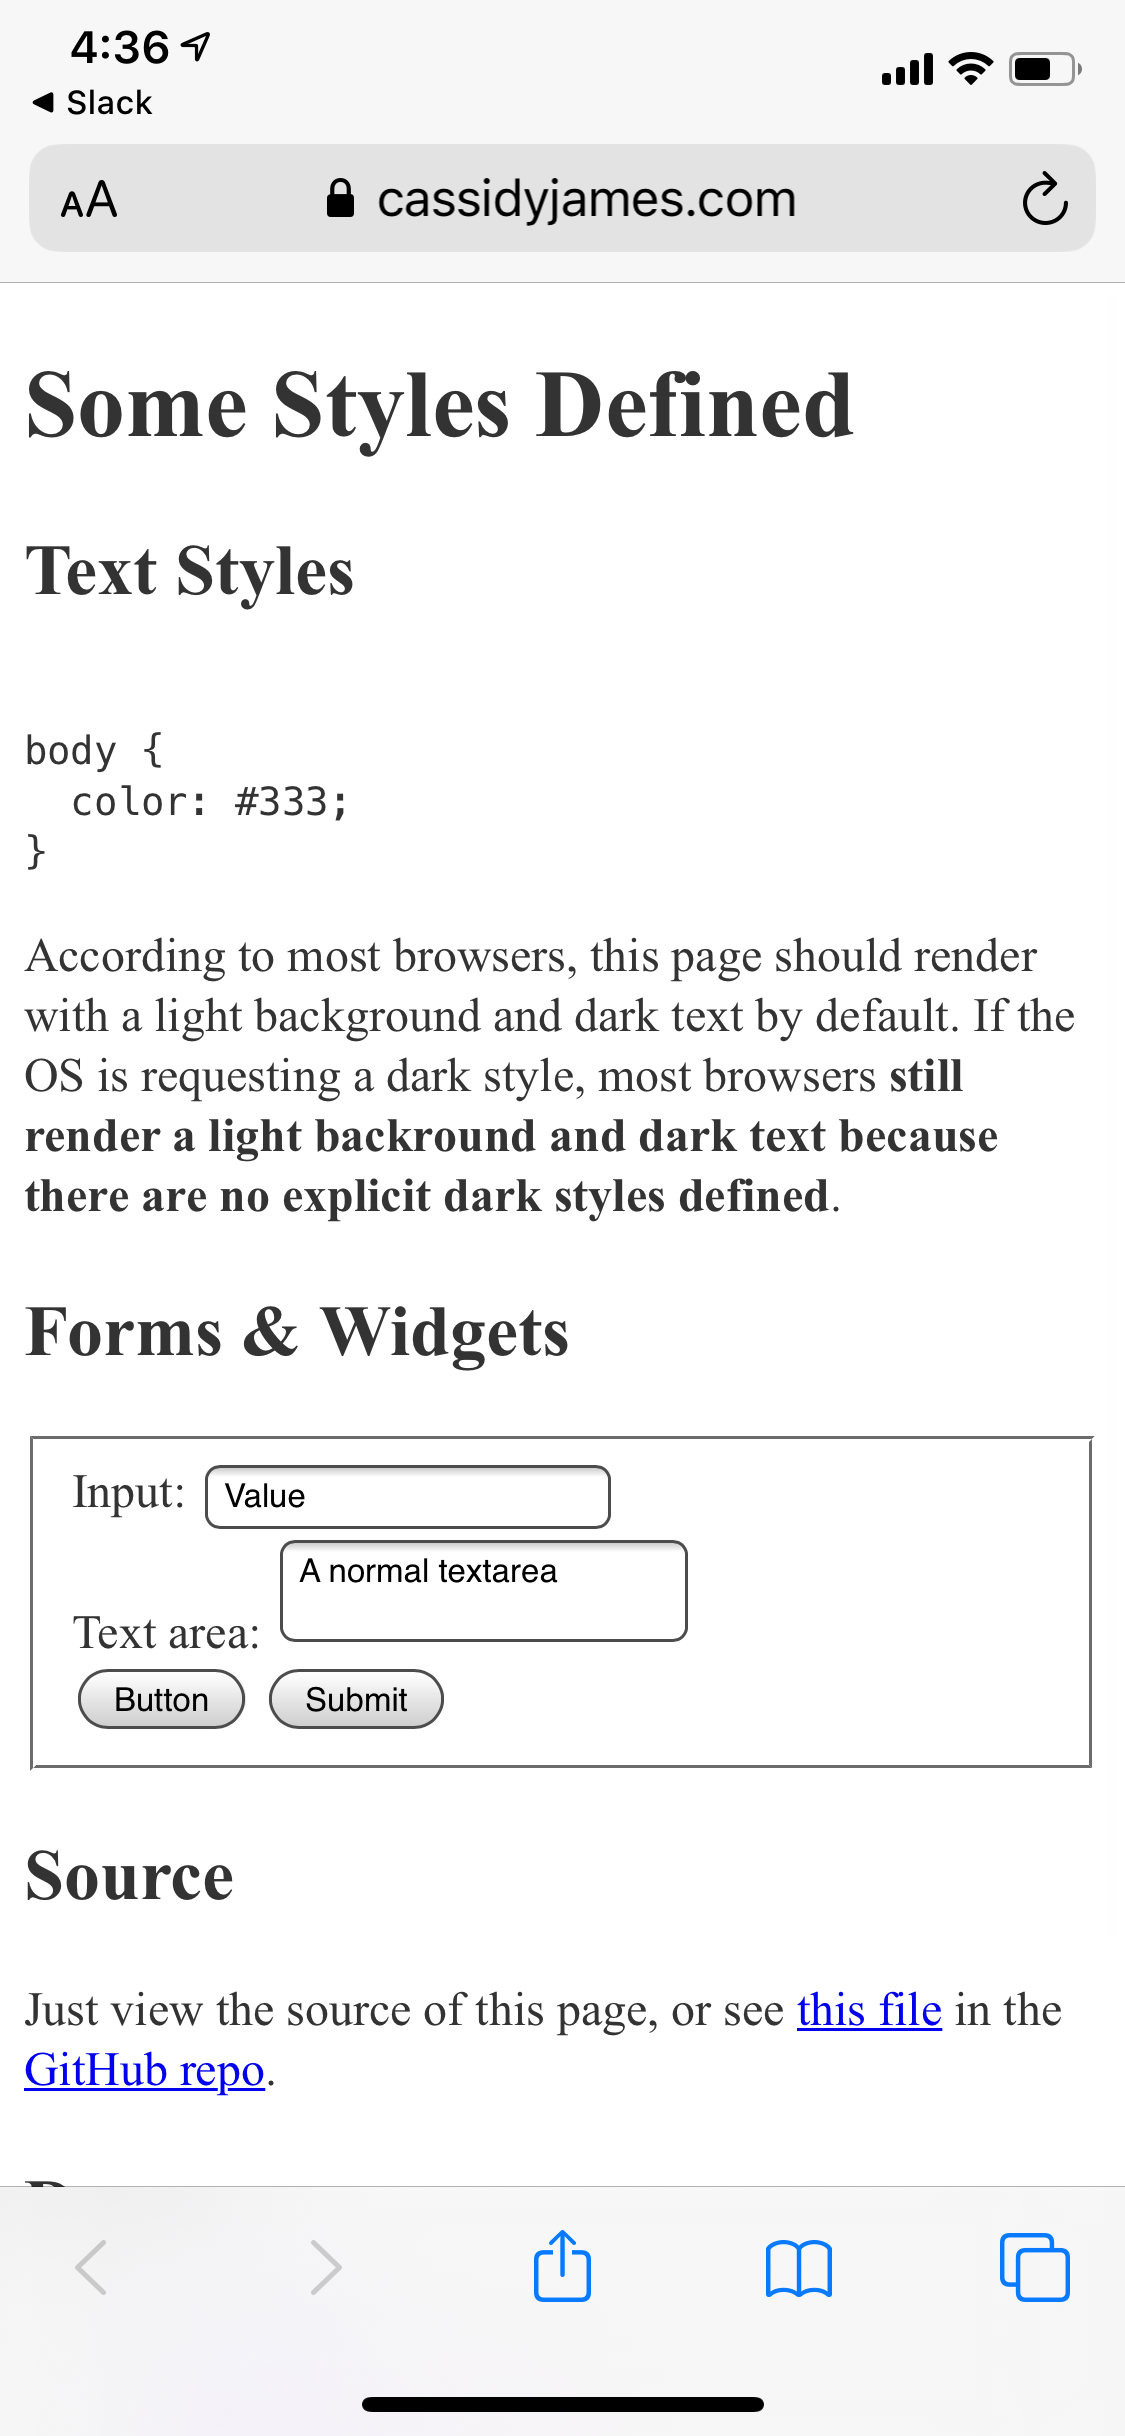 4:36
◀ Slack
AA cassidyjames.com
Some Styles Defined
Text Styles
body {
  color: #333;
}
According to most browsers, this page should render
with a light background and dark text by default. If the
OS is requesting a dark style, most browsers still
render a light backround and dark text because
there are no explicit dark styles defined.
Forms & Widgets
Input: Value
A normal textarea
Text area:
Button Submit
Source
Just view the source of this page, or see this file in the
GitHub repo.